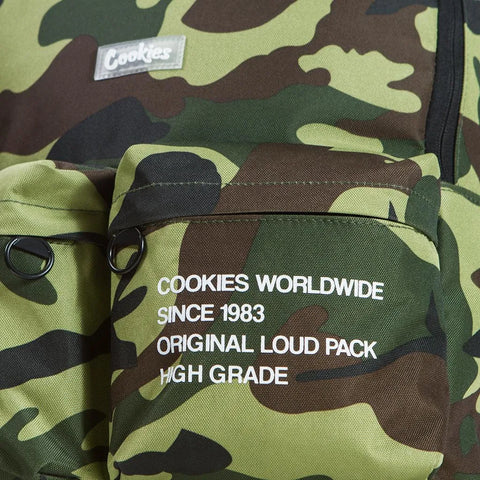 Cookies
COOKIES WORLDWIDE
SINCE 1983
ORIGINAL LOUD PACK
HIGH GRADE